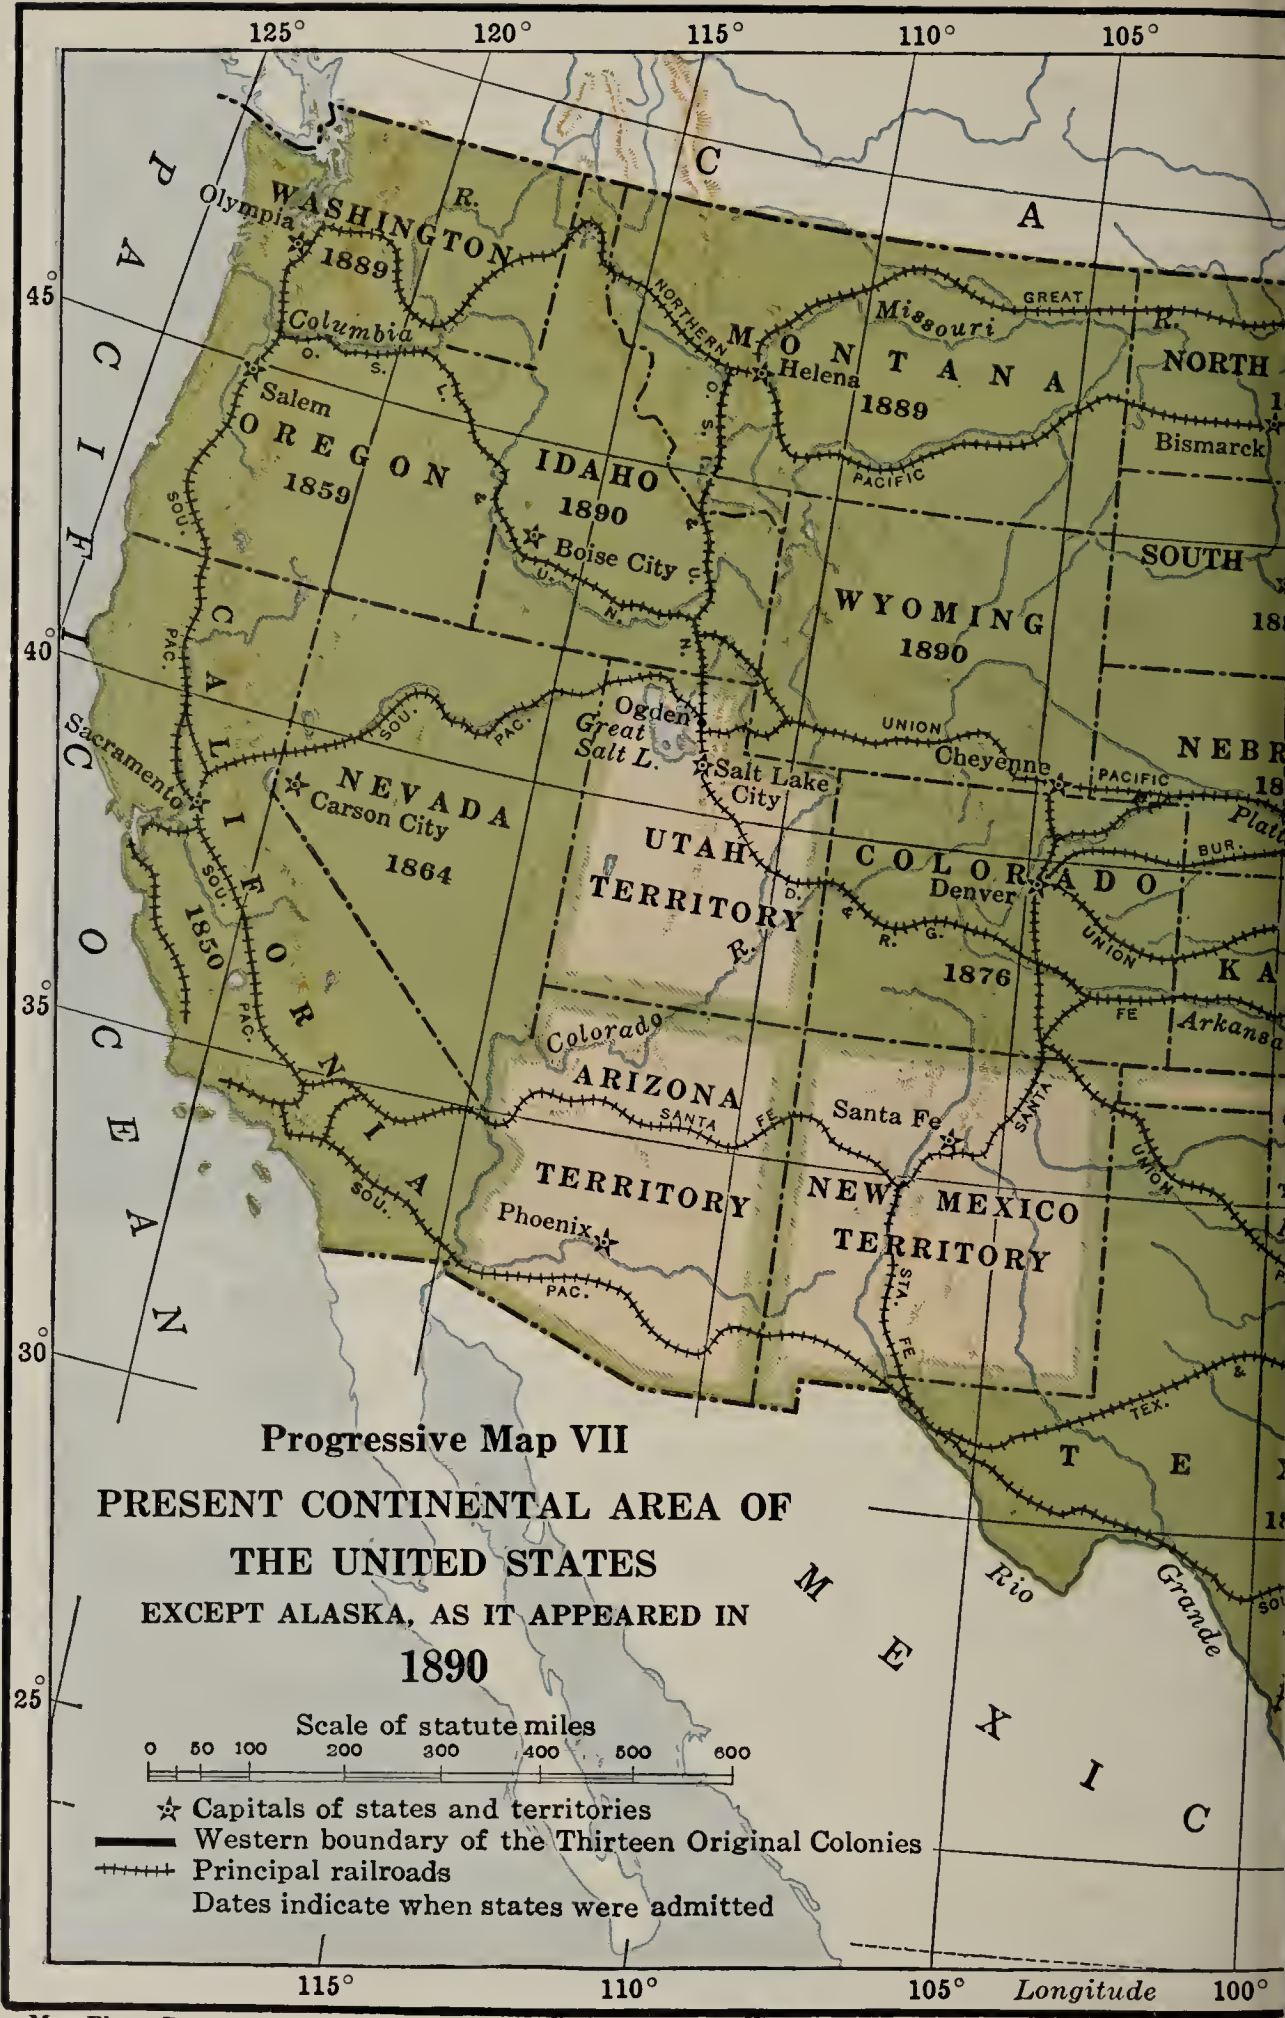 125° 120° 115° 110° 105°
45°
40°
35°
30°
25°
PACIFIC OCEAN
C A
WASHINGTON
1889
Olympia
R.
Columbia
O. S. L. & U. N.
Salem
OREGON
1859
IDAHO
1890
Boise City
NORTHERN
PACIFIC
GREAT
Missouri
R.
MONTANA
Helena
1889
O. S. L. & U. N.
NORTH
Bismarck
SOUTH
WYOMING
1890
UNION
PACIFIC
Cheyenne
NEBR
Platt
BUR.
SOU. PAC.
CALIFORNIA
1850
Sacramento
SOU. PAC.
SOU. PAC.
NEVADA
Carson City
1864
Ogden
Great
Salt L.
Salt Lake
City
UTAH
TERRITORY
R.
Colorado
D. & R. G.
COLORADO
Denver
1876
UNION
KA
FE
Arkansa
ARIZONA
TERRITORY
SANTA FE
Phoenix
SOU.
PAC.
Santa Fe
SANTA
NEW MEXICO
TERRITORY
STA. FE
UNION
TEX. &
T E
Rio Grande
MEXIC
Progressive Map VII
PRESENT CONTINENTAL AREA OF
THE UNITED STATES
EXCEPT ALASKA, AS IT APPEARED IN
1890
Scale of statute miles
0 50 100 200 300 400 500 600
Capitals of states and territories
Western boundary of the Thirteen Original Colonies
Principal railroads
Dates indicate when states were admitted
115° 110° 105° Longitude 100°